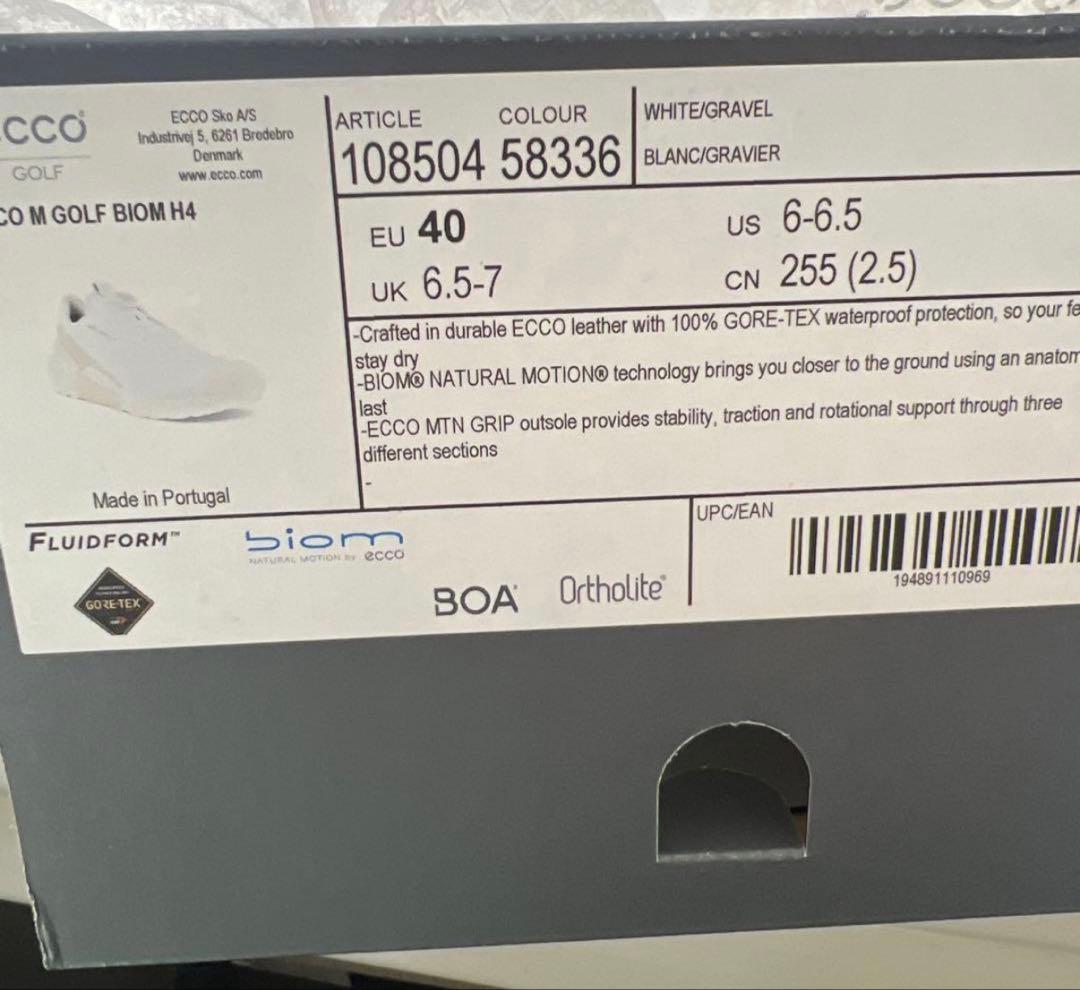 ECCO
GOLF
ECCO Sko A/S
Industrivej 5, 6261 Bredebro
Denmark
www.ecco.com
CO M GOLF BIOM H4
ARTICLE COLOUR
108504 58336
WHITE/GRAVEL
BLANC/GRAVIER
EU 40
US 6-6.5
UK 6.5-7
CN 255 (2.5)
-Crafted in durable ECCO leather with 100% GORE-TEX waterproof protection, so your fe
stay dry
-BIOM® NATURAL MOTION® technology brings you closer to the ground using an anatom
last
-ECCO MTN GRIP outsole provides stability, traction and rotational support through three
different sections
-
Made in Portugal
FLUIDFORM™
biom
NATURAL MOTION BY ecco
GORE-TEX
BOA®
Ortholite®
UPC/EAN
194891110969